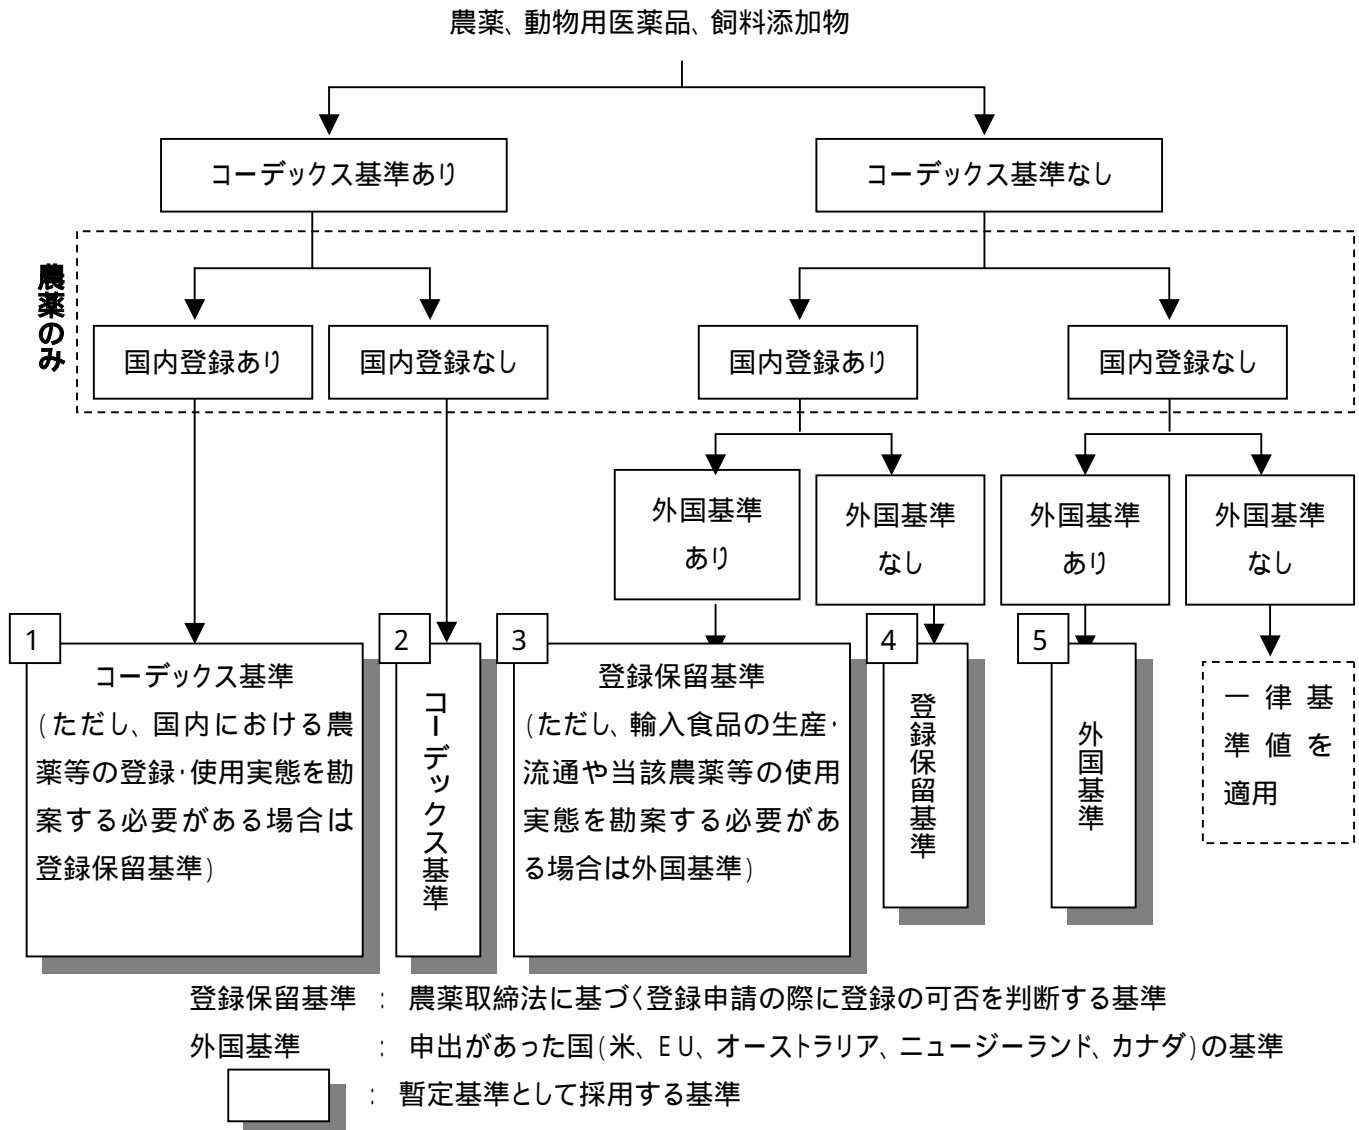 農薬、動物用医薬品、飼料添加物
コーデックス基準あり
コーデックス基準なし
農薬のみ
国内登録あり
国内登録なし
国内登録あり
国内登録なし
外国基準
あり
外国基準
なし
外国基準
あり
外国基準
なし
1
コーデックス基準
(ただし、国内における農
薬等の登録・使用実態を勘
案する必要がある場合は
登録保留基準)
2
コーデックス基準
3
登録保留基準
(ただし、輸入食品の生産・
流通や当該農薬等の使用
実態を勘案する必要があ
る場合は外国基準)
4
登録保留基準
5
外国基準
一律基
準値を
適用
登録保留基準 : 農薬取締法に基づく登録申請の際に登録の可否を判断する基準
外国基準 : 申出があった国(米、EU、オーストラリア、ニュージーランド、カナダ)の基準
: 暫定基準として採用する基準